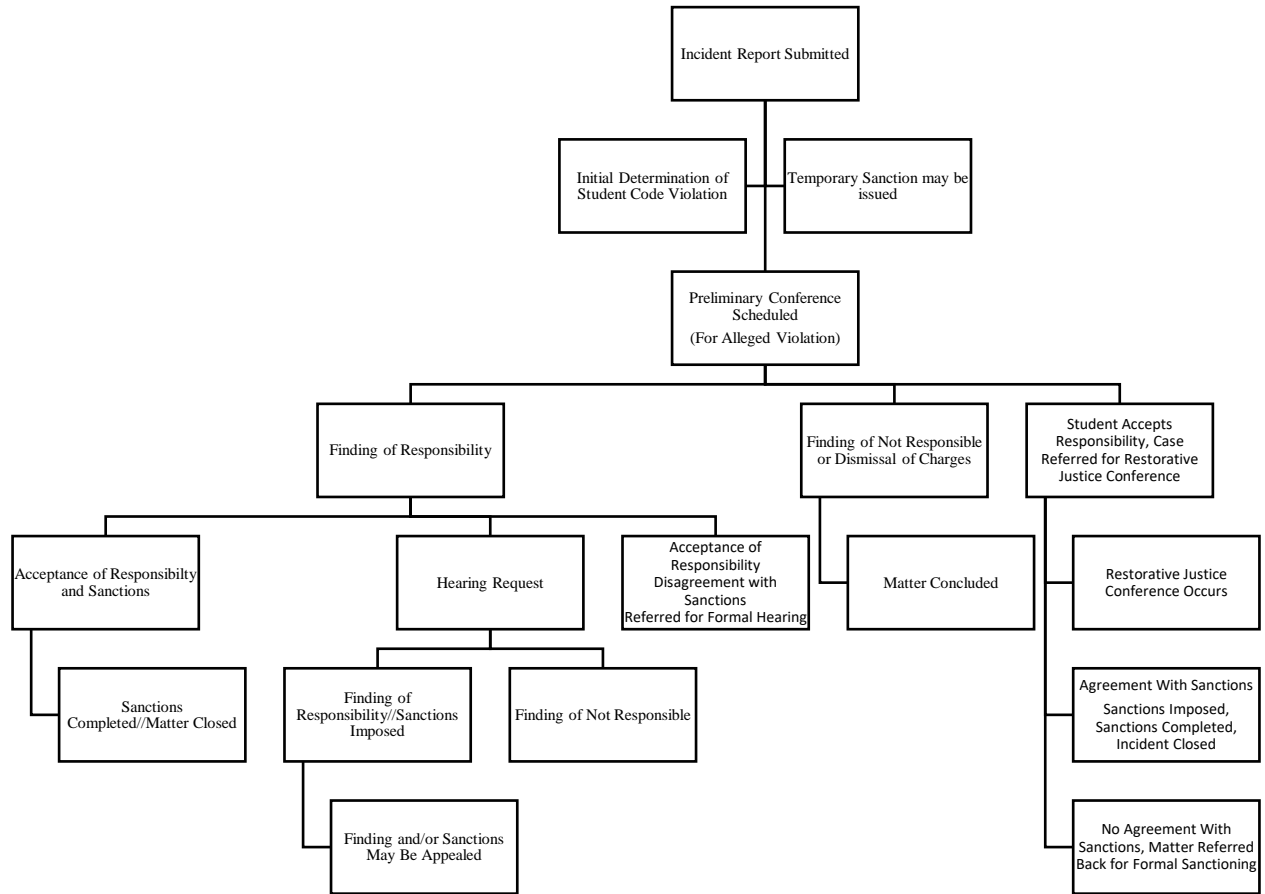 Incident Report Submitted
Initial Determination of
Student Code Violation
Temporary Sanction may be
issued
Preliminary Conference
Scheduled
(For Alleged Violation)
Finding of Responsibility
Finding of Not Responsible
or Dismissal of Charges
Student Accepts
Responsibility, Case
Referred for Restorative
Justice Conference
Acceptance of Responsibilty
and Sanctions
Hearing Request
Acceptance of
Responsibility
Disagreement with
Sanctions
Referred for Formal Hearing
Matter Concluded
Restorative Justice
Conference Occurs
Sanctions
Completed//Matter Closed
Finding of
Responsibility//Sanctions
Imposed
Finding of Not Responsible
Agreement With Sanctions
Sanctions Imposed,
Sanctions Completed,
Incident Closed
Finding and/or Sanctions
May Be Appealed
No Agreement With
Sanctions, Matter Referred
Back for Formal Sanctioning